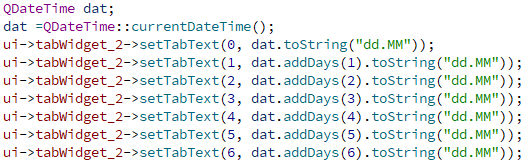 QDateTime dat;
dat =QDateTime::currentDateTime();
ui->tabWidget_2->setTabText(0, dat.toString("dd.MM"));
ui->tabWidget_2->setTabText(1, dat.addDays(1).toString("dd.MM"));
ui->tabWidget_2->setTabText(2, dat.addDays(2).toString("dd.MM"));
ui->tabWidget_2->setTabText(3, dat.addDays(3).toString("dd.MM"));
ui->tabWidget_2->setTabText(4, dat.addDays(4).toString("dd.MM"));
ui->tabWidget_2->setTabText(5, dat.addDays(5).toString("dd.MM"));
ui->tabWidget_2->setTabText(6, dat.addDays(6).toString("dd.MM"));